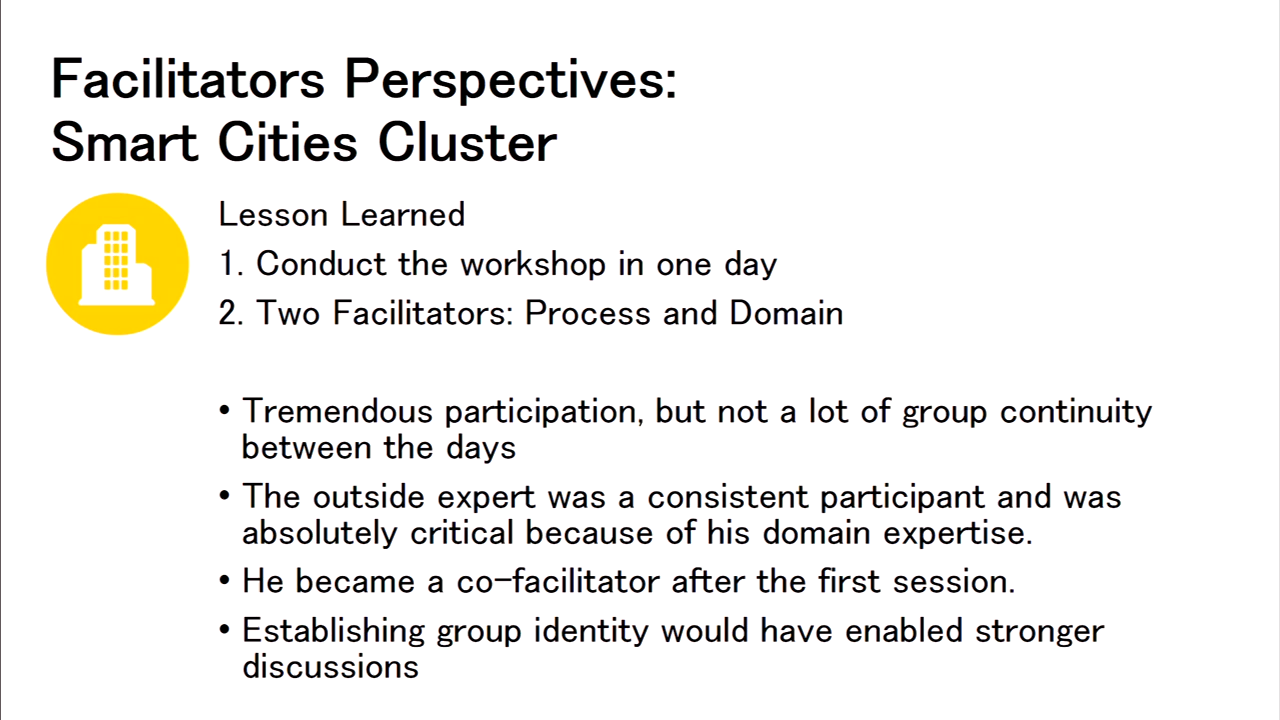 Facilitators Perspectives:
Smart Cities Cluster
Lesson Learned
1. Conduct the workshop in one day
2. Two Facilitators: Process and Domain
• Tremendous participation, but not a lot of group continuity
between the days
• The outside expert was a consistent participant and was
absolutely critical because of his domain expertise.
• He became a co-facilitator after the first session.
• Establishing group identity would have enabled stronger
discussions